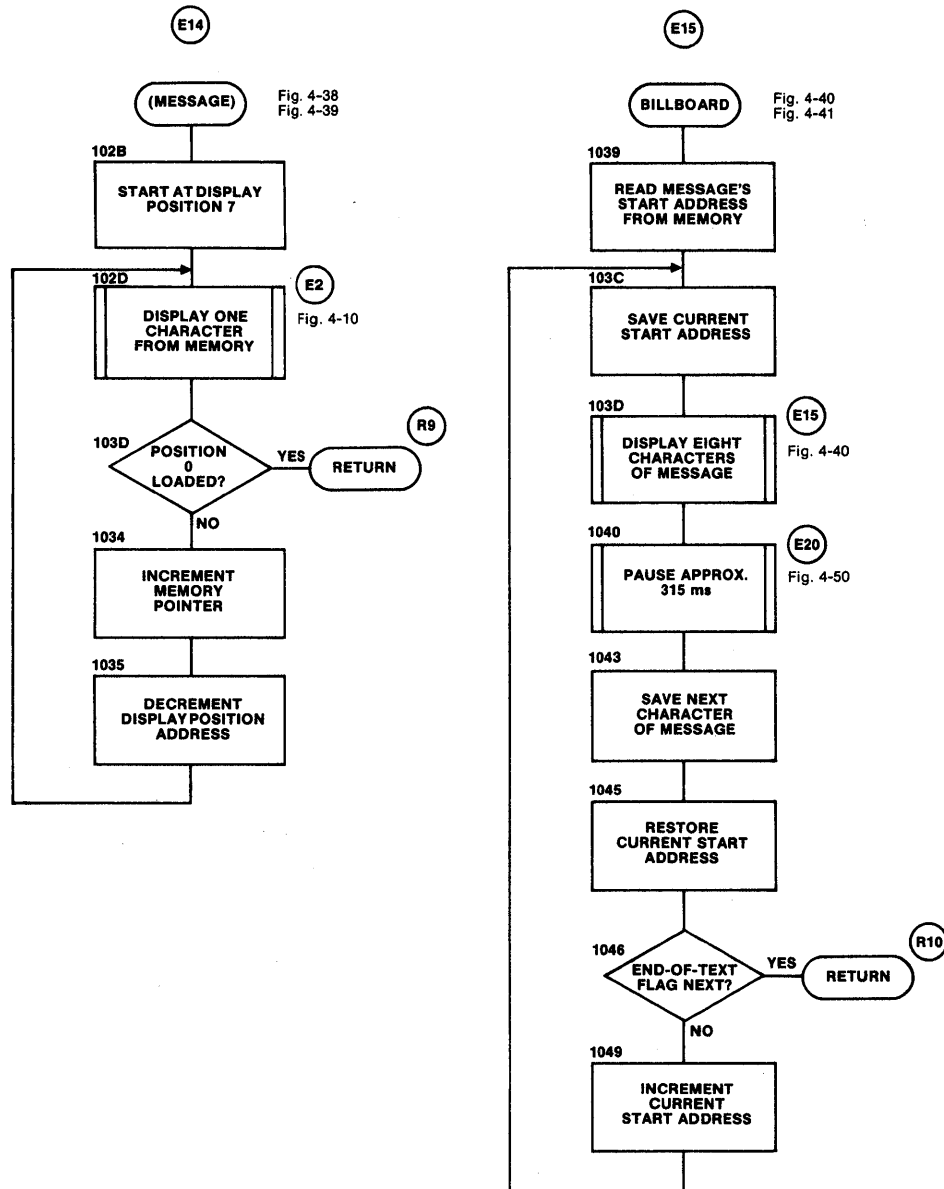 E14
(MESSAGE)
Fig. 4-38
Fig. 4-39
102B
START AT DISPLAY
POSITION 7
102D
E2
DISPLAY ONE
CHARACTER
FROM MEMORY
Fig. 4-10
103D
POSITION
0
LOADED?
YES
R9
RETURN
NO
1034
INCREMENT
MEMORY
POINTER
1035
DECREMENT
DISPLAY POSITION
ADDRESS
E15
BILLBOARD
Fig. 4-40
Fig. 4-41
1039
READ MESSAGE'S
START ADDRESS
FROM MEMORY
103C
SAVE CURRENT
START ADDRESS
103D
E15
DISPLAY EIGHT
CHARACTERS
OF MESSAGE
Fig. 4-40
1040
E20
PAUSE APPROX.
315 ms
Fig. 4-50
1043
SAVE NEXT
CHARACTER
OF MESSAGE
1045
RESTORE
CURRENT START
ADDRESS
1046
END-OF-TEXT
FLAG NEXT?
YES
R10
RETURN
NO
1049
INCREMENT
CURRENT
START ADDRESS